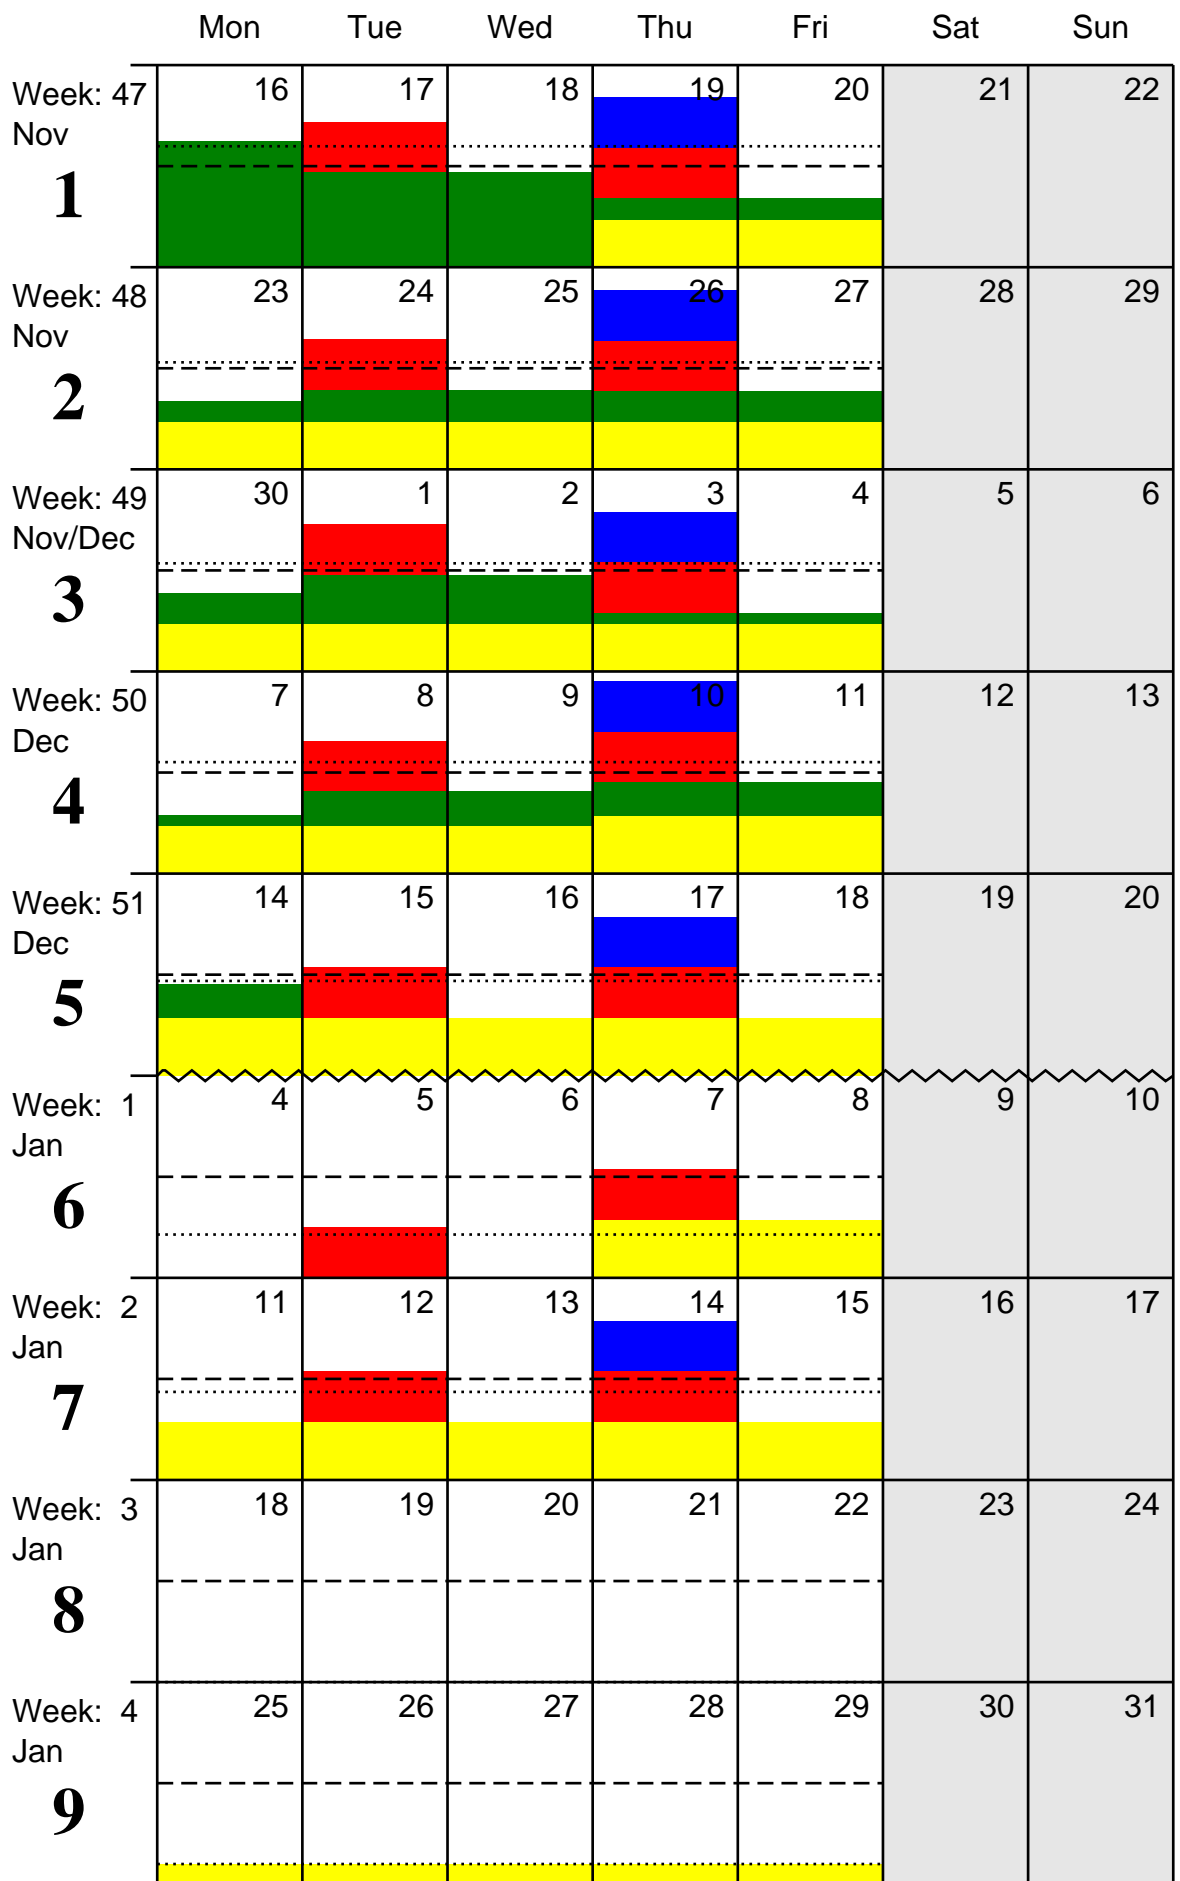 Mon Tue Wed Thu Fri Sat Sun
Week: 47 16 17 18 19 20 21 22
Nov
1
Week: 48 23 24 25 26 27 28 29
Nov
2
Week: 49 30 1 2 3 4 5 6
Nov/Dec
3
Week: 50 7 8 9 10 11 12 13
Dec
4
Week: 51 14 15 16 17 18 19 20
Dec
5
Week: 1 4 5 6 7 8 9 10
Jan
6
Week: 2 11 12 13 14 15 16 17
Jan
7
Week: 3 18 19 20 21 22 23 24
Jan
8
Week: 4 25 26 27 28 29 30 31
Jan
9